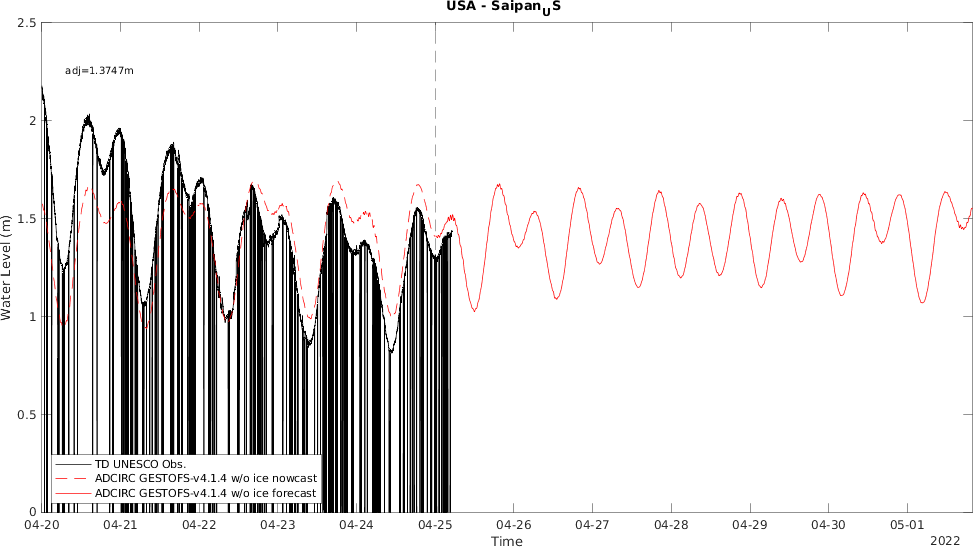 USA - SaipanUS
2.5
adj=1.3747m
2
1.5
1
0.5
0
Water Level (m)
TD UNESCO Obs.
ADCIRC GESTOFS-v4.1.4 w/o ice nowcast
ADCIRC GESTOFS-v4.1.4 w/o ice forecast
04-20 04-21 04-22 04-23 04-24 04-25 04-26 04-27 04-28 04-29 04-30 05-01
Time
2022